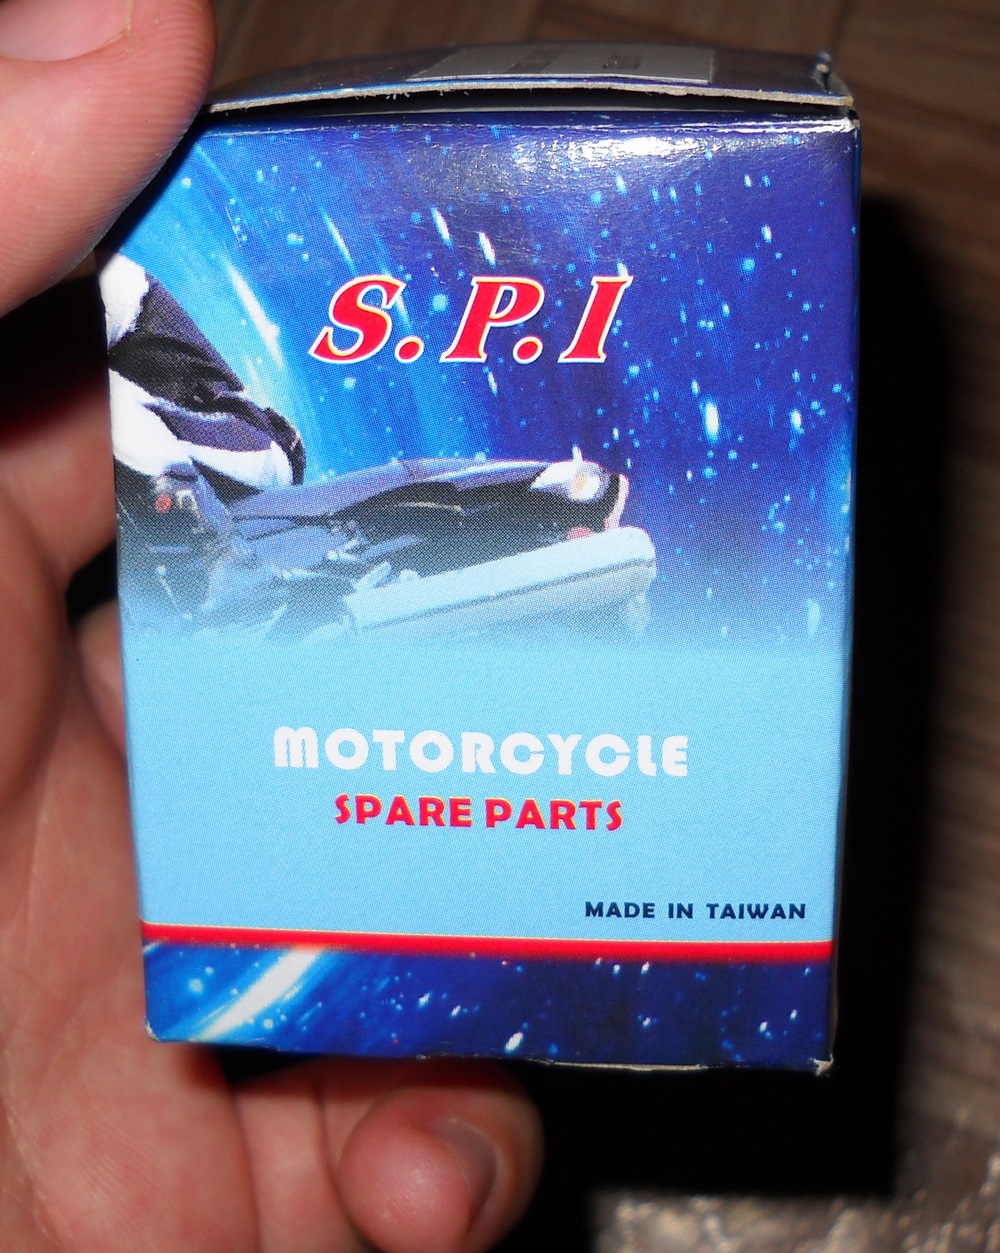 S.P.I
MOTORCYCLE
SPARE PARTS
MADE IN TAIWAN